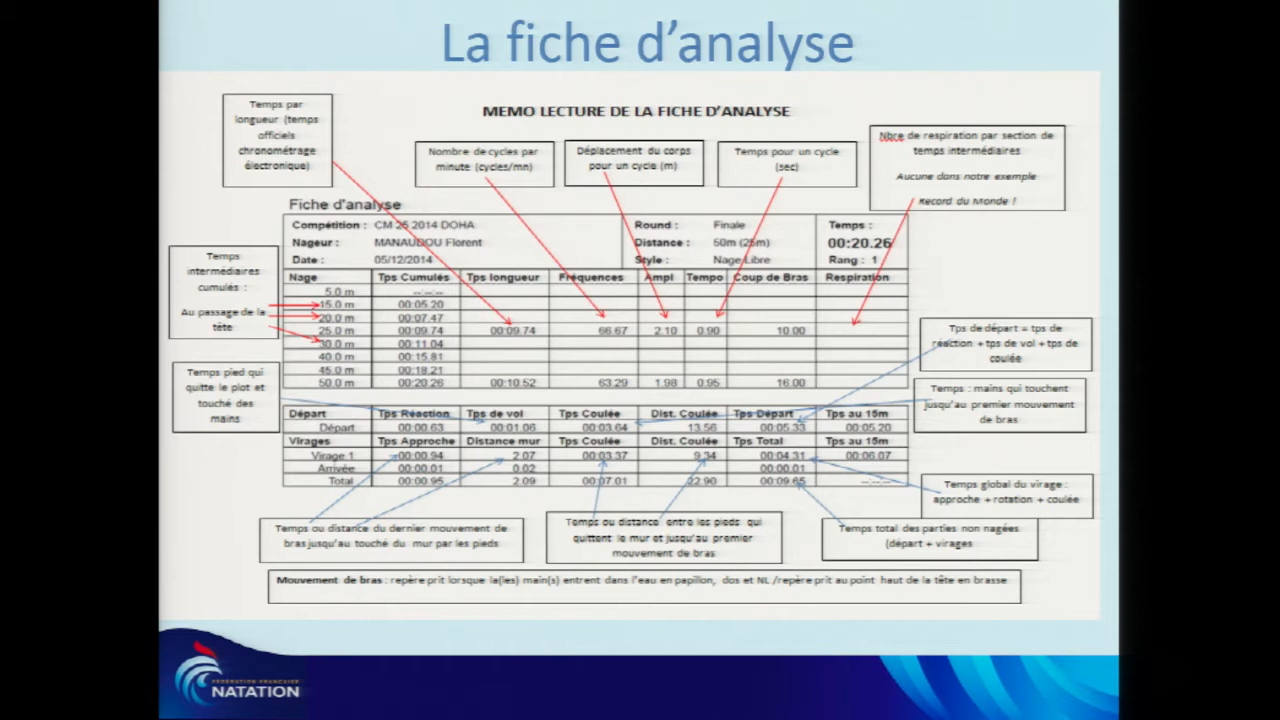 La fiche d'analyse
MEMO LECTURE DE LA FICHE D'ANALYSE
Temps par
longueur (temps
officiels
chronométrage
électronique)
Nombre de cycles par
minute (cycles/mn)
Déplacement du corps
pour un cycle (m)
Temps pour un cycle
(sec)
Nbre de respiration par section de
temps intermédiaires
Aucune dans notre exemple
Record du Monde !
Fiche d'analyse
Compétition : CM 25 2014 DOHA Round : Finale Temps :
Nageur : MANAUDOU Florent Distance : 50m (25m) 00:20.26
Date : 05/12/2014 Style : Nage Libre Rang : 1
Nage Tps Cumulés Tps longueur Fréquences Ampl Tempo Coup de Bras Respiration
5.0 m --:--.--
15.0 m 00:05.20
20.0 m 00:07.47
25.0 m 00:09.74 00:09.74 66.67 2.10 0.90 10.00
30.0 m 00:11.04
40.0 m 00:15.81
45.0 m 00:18.21
50.0 m 00:20.26 00:10.52 63.29 1.98 0.95 16.00
Temps
intermédiaires
cumulés :
Au passage de la
tête
Temps pied qui
quitte le plot et
touché des
mains
Tps de départ = tps de
réaction + tps de vol + tps de
coulée
Temps : mains qui touchent
jusqu'au premier mouvement
de bras
Départ Tps Réaction Tps de vol Tps Coulée Dist. Coulée Tps Départ Tps au 15m
Départ 00:00.63 00:01.06 00:03.64 13.56 00:05.33 00:05.20
Virages Tps Approche Distance mur Tps Coulée Dist. Coulée Tps Total Tps au 15m
Virage 1 00:00.94 2.07 00:03.37 9.34 00:04.31 00:06.07
Arrivée 00:00.01 0.02 00:00.01
Total 00:00.95 2.09 00:07.01 22.90 00:09.65 --:--.--
Temps global du virage :
approche + rotation + coulée
Temps ou distance du dernier mouvement de
bras jusqu'au touché du mur par les pieds
Temps ou distance entre les pieds qui
quittent le mur et jusqu'au premier
mouvement de bras
Temps total des parties non nagées
(départ + virages
Mouvement de bras : repère prit lorsque la(les) main(s) entrent dans l'eau en papillon, dos et NL /repère prit au point haut de la tête en brasse
FÉDÉRATION FRANÇAISE
NATATION